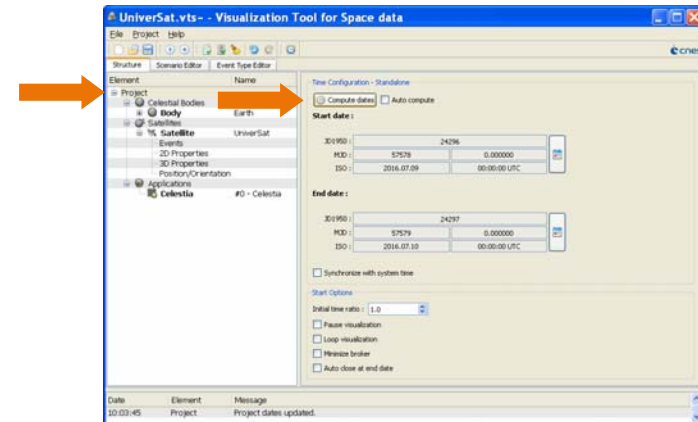 UniverSat.vts~ - Visualization Tool for Space data
File Project Help
cnes
Structure Scenario Editor Event Type Editor
Element Name
Project
Celestial Bodies
Body Earth
Satellites
Satellite UniverSat
Events
2D Properties
3D Properties
Position/Orientation
Applications
Celestia #0 - Celestia
Time Configuration - Standalone
Compute dates Auto compute
Start date :
JD1950 : 24296
MJD : 57578 0.000000
ISO : 2016.07.09 00:00:00 UTC
End date :
JD1950 : 24297
MJD : 57579 0.000000
ISO : 2016.07.10 00:00:00 UTC
Synchronize with system time
Start Options
Initial time ratio : 1.0
Pause visualization
Loop visualization
Minimize broker
Auto close at end date
Date Element Message
10:03:45 Project Project dates updated.